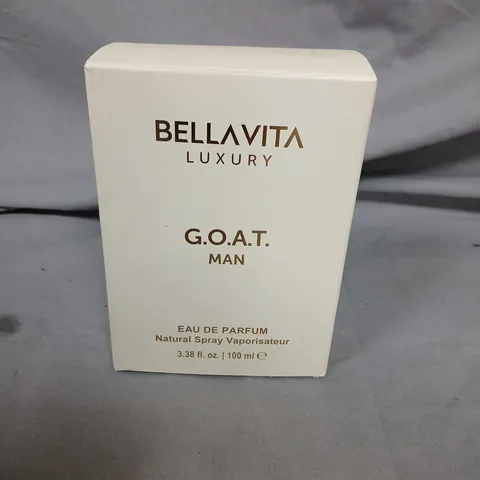 BELLAVITA
LUXURY
G.O.A.T.
MAN
EAU DE PARFUM
Natural Spray Vaporisateur
3.38 fl. oz. | 100 ml ℮